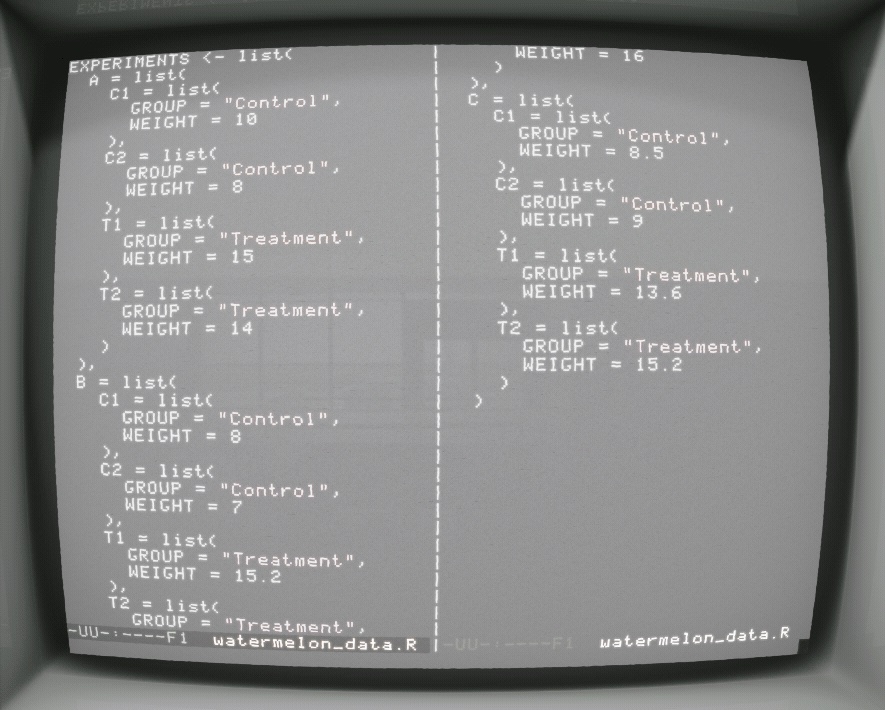 EXPERIMENTS <- list(
A = list(
C1 = list(
GROUP = "Control",
WEIGHT = 10
),
C2 = list(
GROUP = "Control",
WEIGHT = 8
),
T1 = list(
GROUP = "Treatment",
WEIGHT = 15
),
T2 = list(
GROUP = "Treatment",
WEIGHT = 14
)
),
B = list(
C1 = list(
GROUP = "Control",
WEIGHT = 8
),
C2 = list(
GROUP = "Control",
WEIGHT = 7
),
T1 = list(
GROUP = "Treatment",
WEIGHT = 15.2
),
T2 = list(
GROUP = "Treatment",
-UU-:----F1 watermelon_data.R
WEIGHT = 16
)
),
C = list(
C1 = list(
GROUP = "Control",
WEIGHT = 8.5
),
C2 = list(
GROUP = "Control",
WEIGHT = 9
),
T1 = list(
GROUP = "Treatment",
WEIGHT = 13.6
),
T2 = list(
GROUP = "Treatment",
WEIGHT = 15.2
)
)
-UU-:----F1 watermelon_data.R